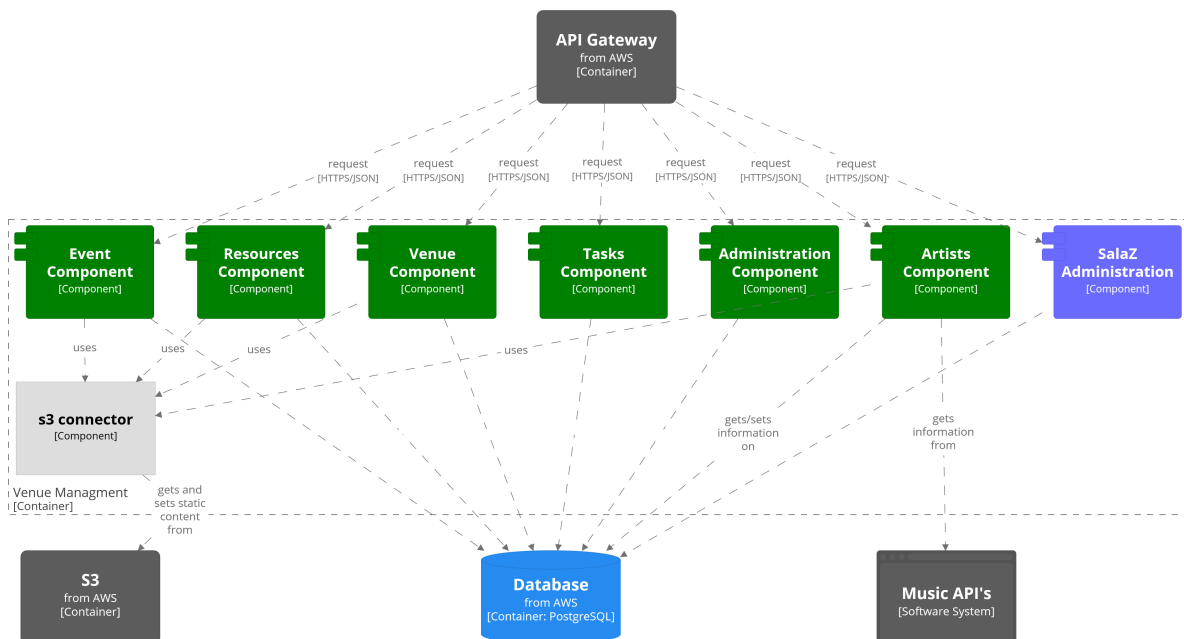 API Gateway
from AWS
[Container]
request
[HTTPS/JSON]
request
[HTTPS/JSON]
request
[HTTPS/JSON]
request
[HTTPS/JSON]
request
[HTTPS/JSON]
request
[HTTPS/JSON]
request
[HTTPS/JSON]
Event
Component
[Component]
Resources
Component
[Component]
Venue
Component
[Component]
Tasks
Component
[Component]
Administration
Component
[Component]
Artists
Component
[Component]
SalaZ
Administration
[Component]
uses
uses
uses
uses
s3 connector
[Component]
gets/sets
information
on
gets
information
from
Venue Managment
[Container]
gets and
sets static
content
from
S3
from AWS
[Container]
Database
from AWS
[Container: PostgreSQL]
Music API's
[Software System]